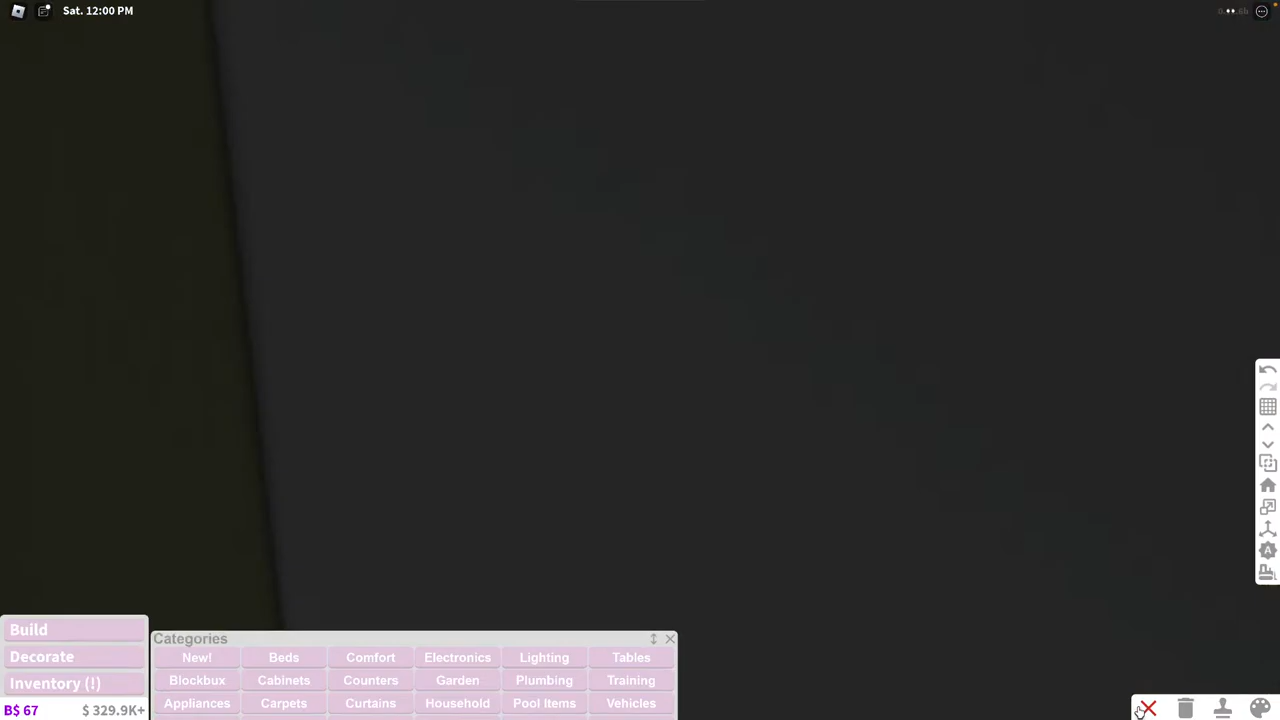 Sat. 12:00 PM
Build
Decorate
Inventory (!)
B$ 67 $ 329.9K+
Categories
New! Beds Comfort Electronics Lighting Tables
Blockbux Cabinets Counters Garden Plumbing Training
Appliances Carpets Curtains Household Pool Items Vehicles
A